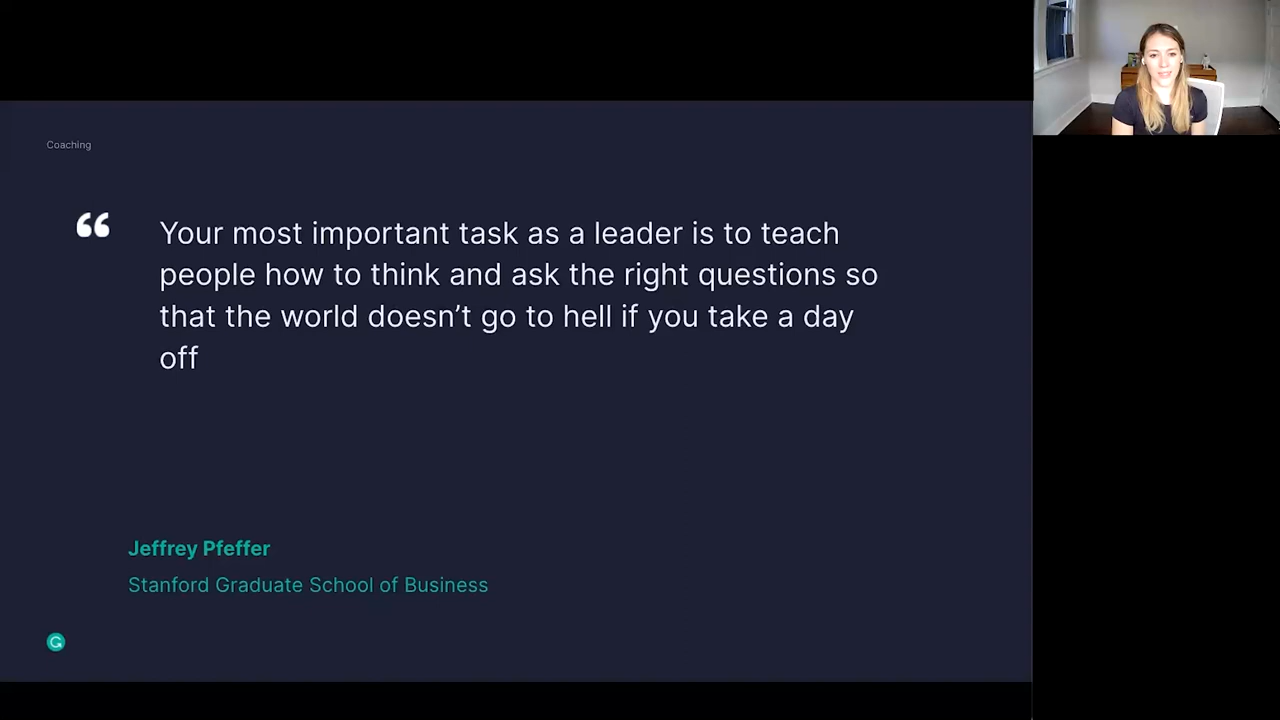 Coaching
“
Your most important task as a leader is to teach
people how to think and ask the right questions so
that the world doesn’t go to hell if you take a day
off
Jeffrey Pfeffer
Stanford Graduate School of Business